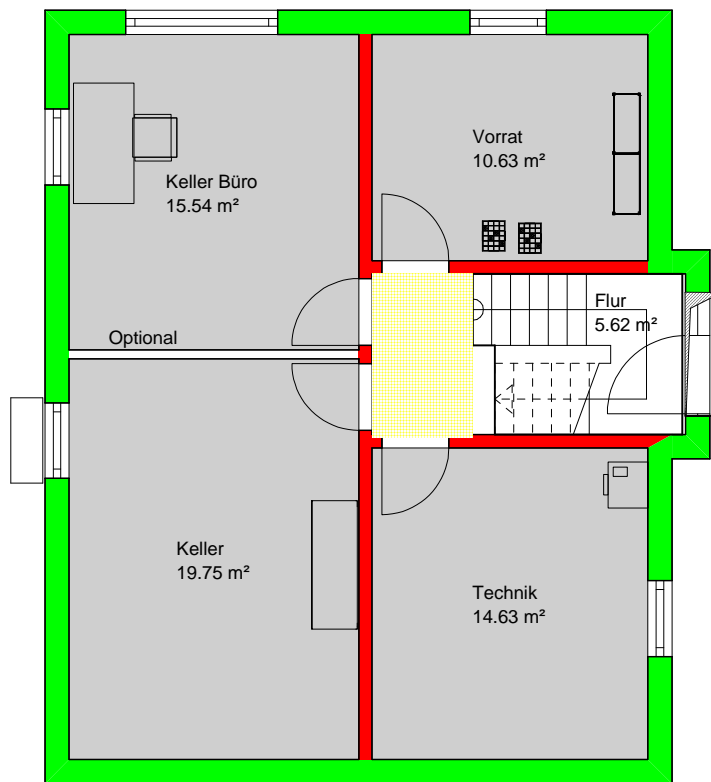 Vorrat
10.63 m²
Keller Büro
15.54 m²
Flur
5.62 m²
Optional
Keller
19.75 m²
Technik
14.63 m²